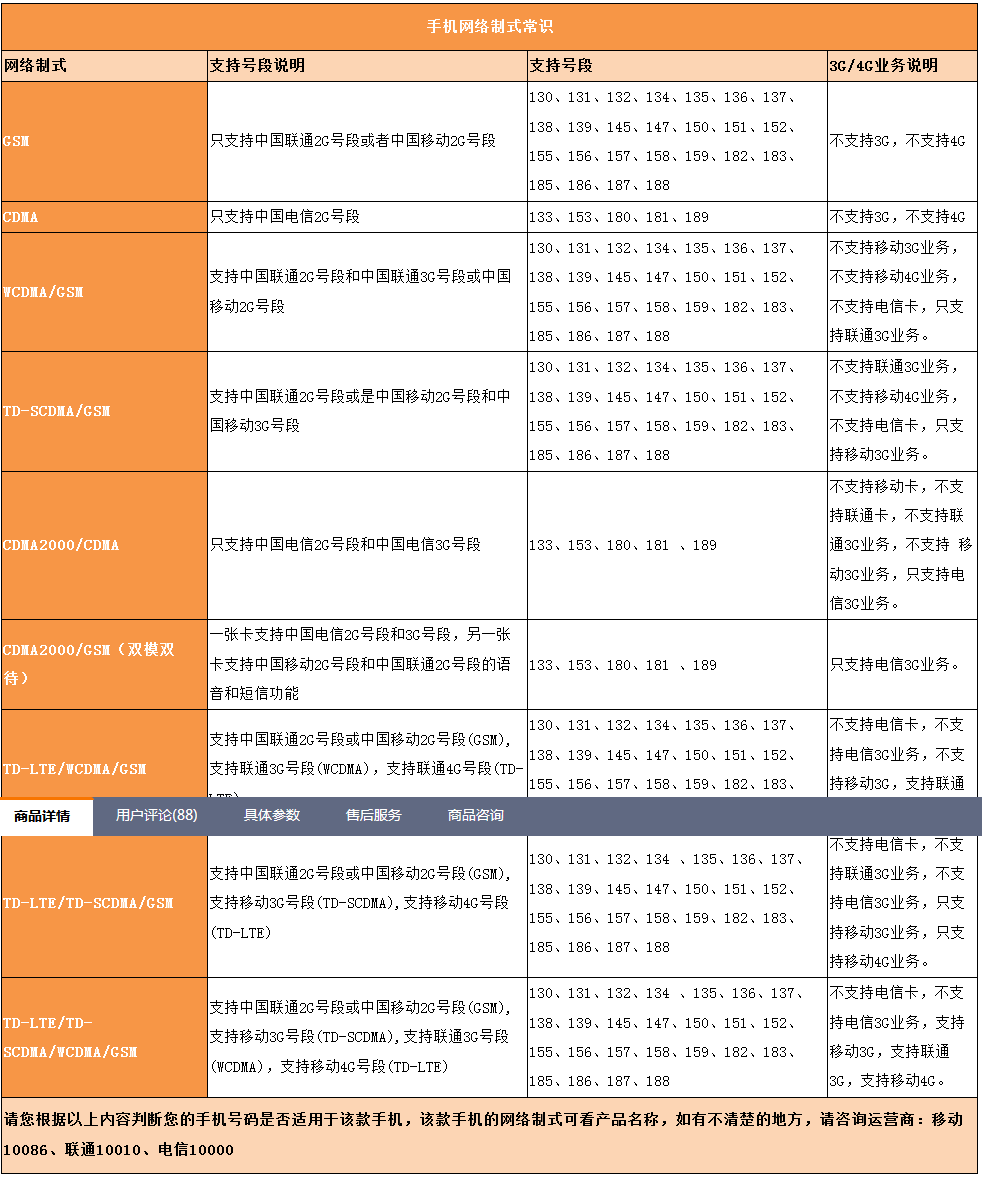 手机网络制式常识
网络制式 支持号段说明 支持号段 3G/4G业务说明
GSM
只支持中国联通2G号段或者中国移动2G号段
130、131、132、134、135、136、137、
138、139、145、147、150、151、152、
155、156、157、158、159、182、183、
185、186、187、188
不支持3G，不支持4G
CDMA
只支持中国电信2G号段
133、153、180、181、189
不支持3G，不支持4G
WCDMA/GSM
支持中国联通2G号段和中国联通3G号段或中国
移动2G号段
130、131、132、134、135、136、137、
138、139、145、147、150、151、152、
155、156、157、158、159、182、183、
185、186、187、188
不支持移动3G业务，
不支持移动4G业务，
不支持电信卡，只支
持联通3G业务。
TD-SCDMA/GSM
支持中国联通2G号段或是中国移动2G号段和中
国移动3G号段
130、131、132、134、135、136、137、
138、139、145、147、150、151、152、
155、156、157、158、159、182、183、
185、186、187、188
不支持联通3G业务，
不支持移动4G业务，
不支持电信卡，只支
持移动3G业务。
CDMA2000/CDMA
只支持中国电信2G号段和中国电信3G号段
133、153、180、181 、189
不支持移动卡，不支
持联通卡，不支持联
通3G业务，不支持 移
动3G业务，只支持电
信3G业务。
CDMA2000/GSM（双模双
待）
一张卡支持中国电信2G号段和3G号段，另一张
卡支持中国移动2G号段和中国联通2G号段的语
音和短信功能
133、153、180、181 、189
只支持电信3G业务。
TD-LTE/WCDMA/GSM
支持中国联通2G号段或中国移动2G号段(GSM),
支持联通3G号段(WCDMA)，支持联通4G号段(TD-
LTE)
130、131、132、134、135、136、137、
138、139、145、147、150、151、152、
155、156、157、158、159、182、183、
不支持电信卡，不支
持电信3G业务，不支
持移动3G，支持联通
商品详情 用户评论(88) 具体参数 售后服务 商品咨询
TD-LTE/TD-SCDMA/GSM
支持中国联通2G号段或中国移动2G号段(GSM),
支持移动3G号段(TD-SCDMA),支持移动4G号段
(TD-LTE)
130、131、132、134 、135、136、137、
138、139、145、147、150、151、152、
155、156、157、158、159、182、183、
185、186、187、188
不支持电信卡，不支
持联通3G业务，不支
持电信3G业务，只支
持移动3G业务，只支
持移动4G业务。
TD-LTE/TD-
SCDMA/WCDMA/GSM
支持中国联通2G号段或中国移动2G号段(GSM),
支持移动3G号段(TD-SCDMA),支持联通3G号段
(WCDMA)，支持移动4G号段(TD-LTE)
130、131、132、134 、135、136、137、
138、139、145、147、150、151、152、
155、156、157、158、159、182、183、
185、186、187、188
不支持电信卡，不支
持电信3G业务，支持
移动3G，支持联通
3G，支持移动4G。
请您根据以上内容判断您的手机号码是否适用于该款手机，该款手机的网络制式可看产品名称，如有不清楚的地方，请咨询运营商：移动
10086、联通10010、电信10000